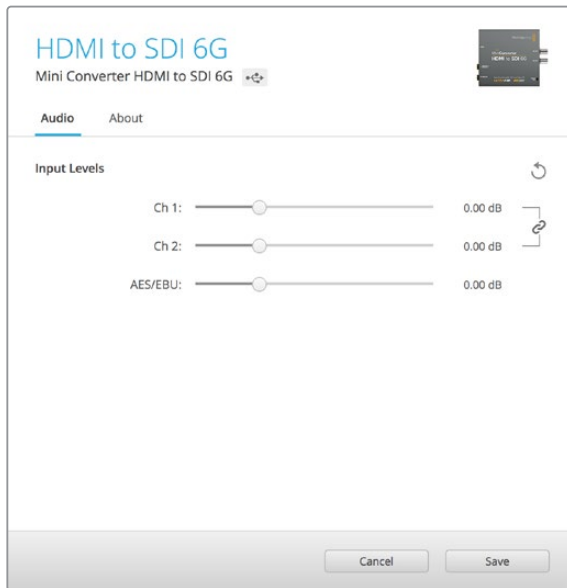 HDMI to SDI 6G
Mini Converter HDMI to SDI 6G
Audio About
Input Levels
Ch 1: 0.00 dB
Ch 2: 0.00 dB
AES/EBU: 0.00 dB
Cancel Save